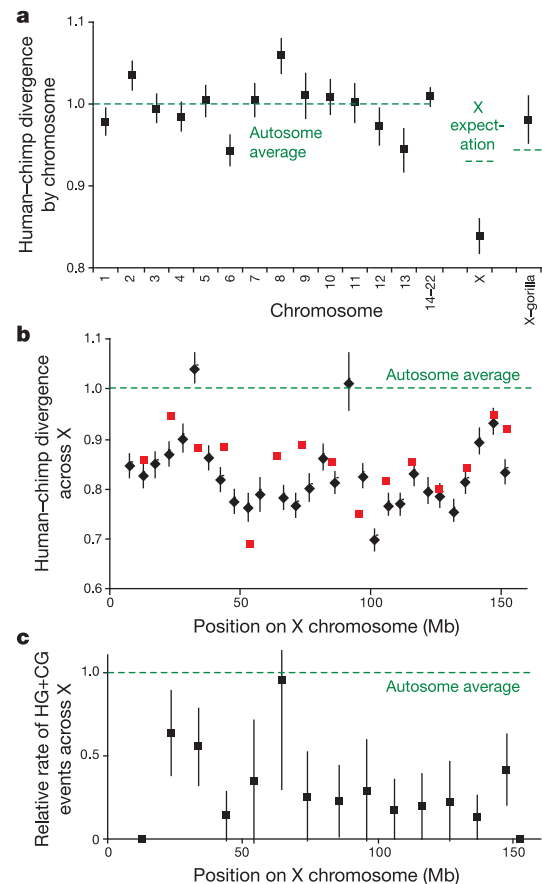 a
Human–chimp divergence
by chromosome
1.1
1.0
0.9
0.8
Autosome
average
X
expect-
ation
1
2
3
4
5
6
7
8
9
10
11
12
13
14–22
X
X–gorilla
Chromosome
b
Human–chimp divergence
across X
1.1
1.0
0.9
0.8
0.7
0.6
Autosome average
0
50
100
150
Position on X chromosome (Mb)
c
Relative rate of HG+CG
events across X
1.0
0.5
0
Autosome average
0
50
100
150
Position on X chromosome (Mb)